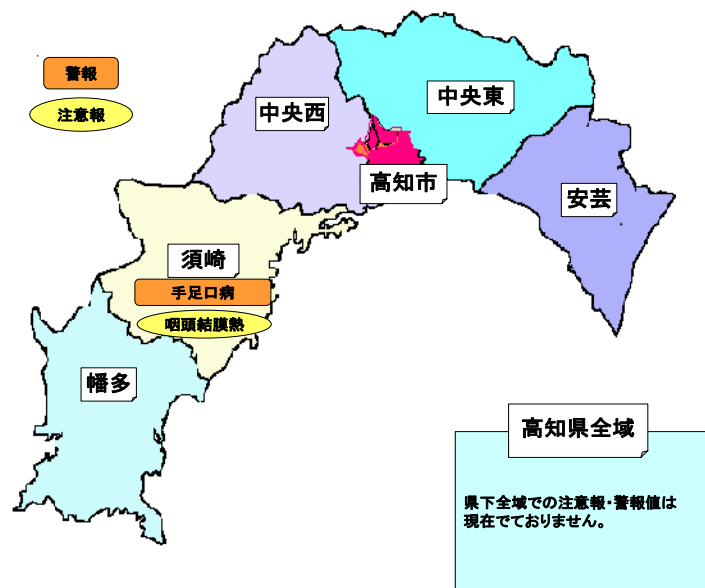 警報
注意報
中央西
中央東
高知市
安芸
須崎
手足口病
咽頭結膜熱
幡多
高知県全域
県下全域での注意報・警報値は
現在でておりません。